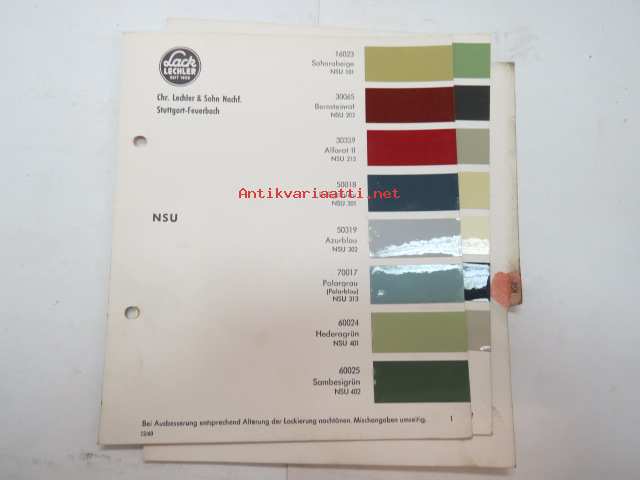 Lack
LECHLER
SEIT 1858
Chr. Lechler & Sohn Nachf.
Stuttgart-Feuerbach
NSU
16023
Saharabeige
NSU 101
30065
Bernsteinrot
NSU 203
30339
Alforot II
NSU 213
50018
NSU 301
Antikvariaatti.net
50319
Azurblau
NSU 302
70017
Polargrau
(Polarblau)
NSU 313
60024
Hederagrün
NSU 401
60025
Sambesigrün
NSU 402
Bei Ausbesserung entsprechend Alterung der Lackierung nachtönen. Mischangaben umseitig.
1